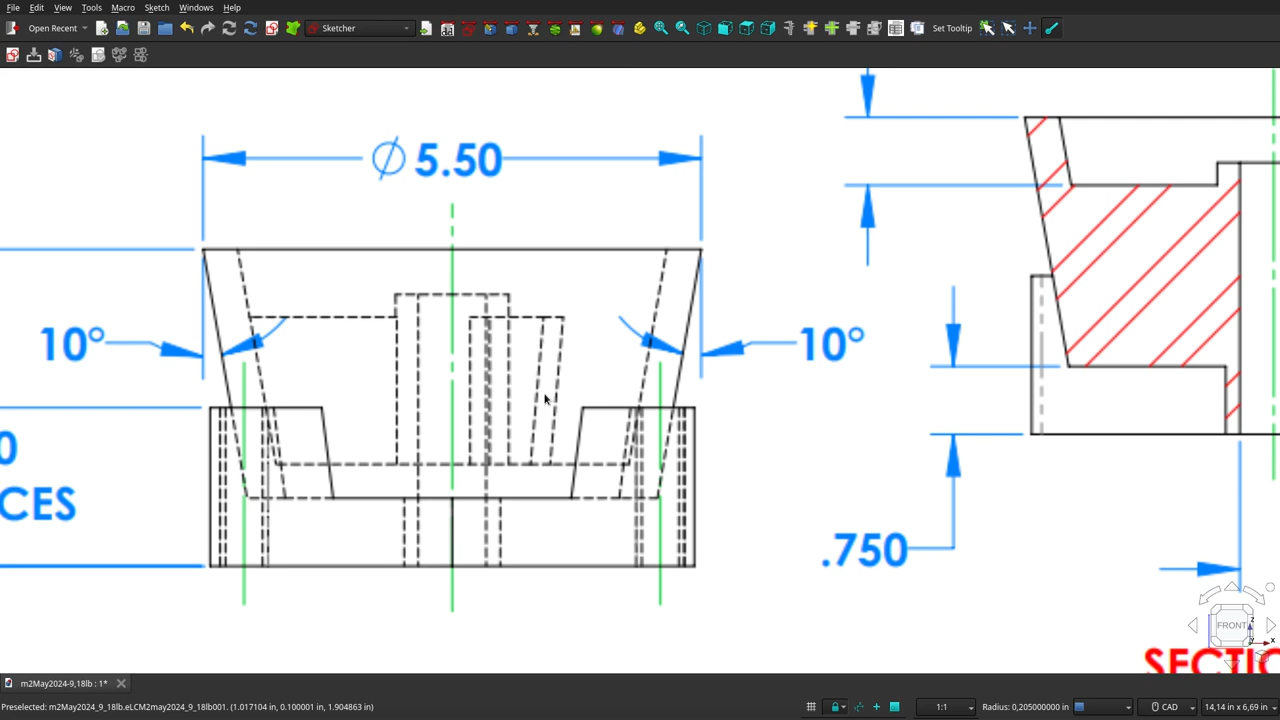 File Edit View Tools Macro Sketch Windows Help
Open Recent Sketcher Set Tooltip
Ø 5.50
10° 10°
0
CES
.750
FRONT
z
x
SECTIO
m2May2024-9,18lb : 1*
Preselected: m2May2024_9_18lb.eLCM2may2024_9_18lb001. (1.017104 in, 0.100001 in, 1.904863 in) 1:1 Radius: 0,205000000 in CAD 14,14 in x 6,69 in